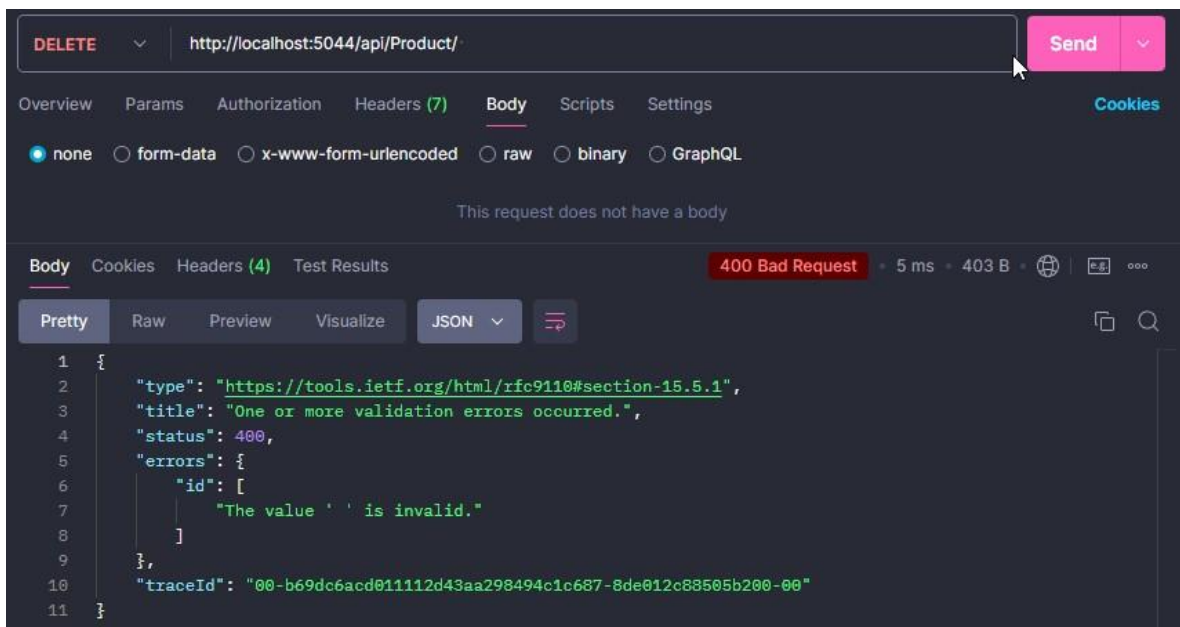 DELETE http://localhost:5044/api/Product/ Send
Overview Params Authorization Headers (7) Body Scripts Settings Cookies
none form-data x-www-form-urlencoded raw binary GraphQL
This request does not have a body
Body Cookies Headers (4) Test Results 400 Bad Request 5 ms 403 B e.g.
Pretty Raw Preview Visualize JSON
1 {
2 "type": "https://tools.ietf.org/html/rfc9110#section-15.5.1",
3 "title": "One or more validation errors occurred.",
4 "status": 400,
5 "errors": {
6 "id": [
7 "The value ' ' is invalid."
8 ]
9 },
10 "traceId": "00-b69dc6acd011112d43aa298494c1c687-8de012c88505b200-00"
11 }